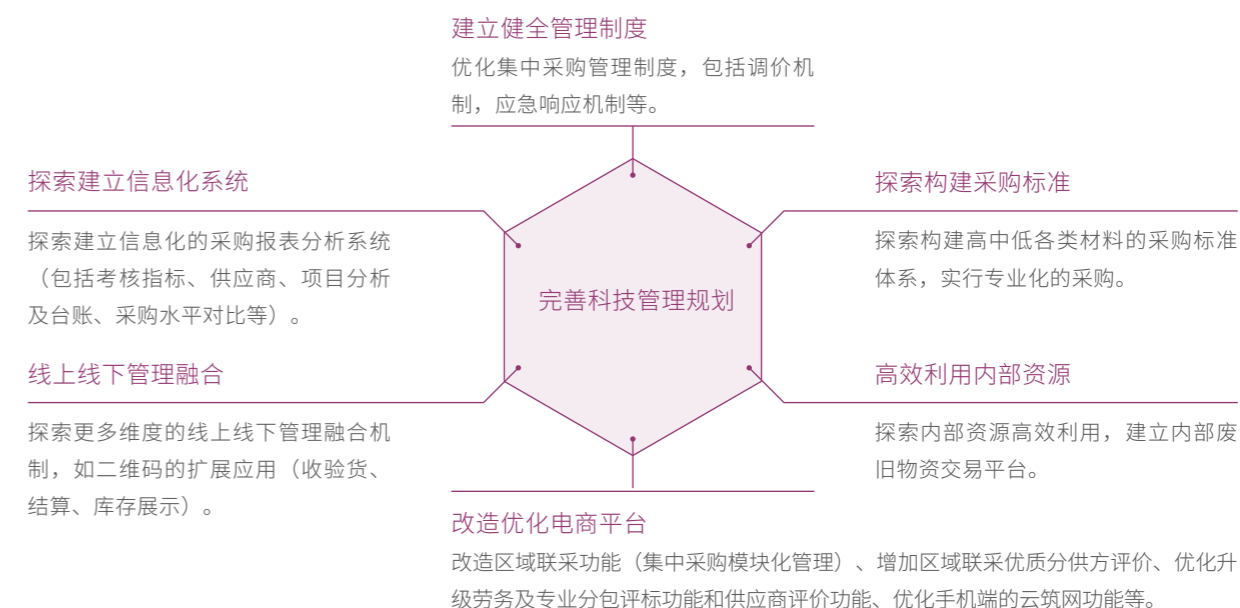 建立健全管理制度
优化集中采购管理制度，包括调价机
制，应急响应机制等。
探索建立信息化系统
探索建立信息化的采购报表分析系统
（包括考核指标、供应商、项目分析
及台账、采购水平对比等）。
探索构建采购标准
探索构建高中低各类材料的采购标准
体系，实行专业化的采购。
完善科技管理规划
线上线下管理融合
探索更多维度的线上线下管理融合机
制，如二维码的扩展应用（收验货、
结算、库存展示）。
高效利用内部资源
探索内部资源高效利用，建立内部废
旧物资交易平台。
改造优化电商平台
改造区域联采功能（集中采购模块化管理）、增加区域联采优质分供方评价、优化升
级劳务及专业分包评标功能和供应商评价功能、优化手机端的云筑网功能等。